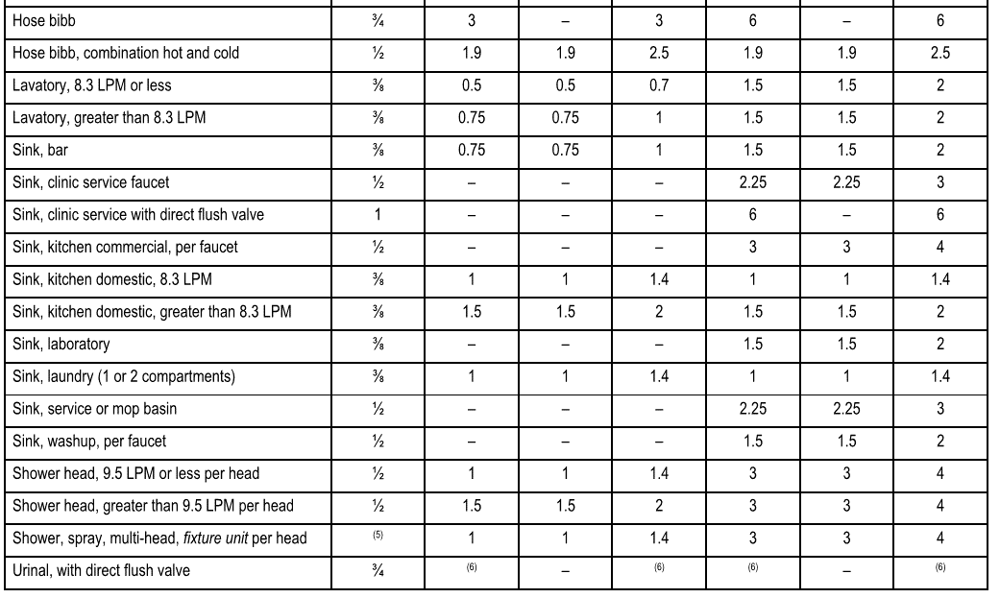 Hose bibb ¾ 3 – 3 6 – 6
Hose bibb, combination hot and cold ½ 1.9 1.9 2.5 1.9 1.9 2.5
Lavatory, 8.3 LPM or less ⅜ 0.5 0.5 0.7 1.5 1.5 2
Lavatory, greater than 8.3 LPM ⅜ 0.75 0.75 1 1.5 1.5 2
Sink, bar ⅜ 0.75 0.75 1 1.5 1.5 2
Sink, clinic service faucet ½ – – – 2.25 2.25 3
Sink, clinic service with direct flush valve 1 – – – 6 – 6
Sink, kitchen commercial, per faucet ½ – – – 3 3 4
Sink, kitchen domestic, 8.3 LPM ⅜ 1 1 1.4 1 1 1.4
Sink, kitchen domestic, greater than 8.3 LPM ⅜ 1.5 1.5 2 1.5 1.5 2
Sink, laboratory ⅜ – – – 1.5 1.5 2
Sink, laundry (1 or 2 compartments) ⅜ 1 1 1.4 1 1 1.4
Sink, service or mop basin ½ – – – 2.25 2.25 3
Sink, washup, per faucet ½ – – – 1.5 1.5 2
Shower head, 9.5 LPM or less per head ½ 1 1 1.4 3 3 4
Shower head, greater than 9.5 LPM per head ½ 1.5 1.5 2 3 3 4
Shower, spray, multi-head, fixture unit per head (5) 1 1 1.4 3 3 4
Urinal, with direct flush valve ¾ (6) – (6) (6) – (6)